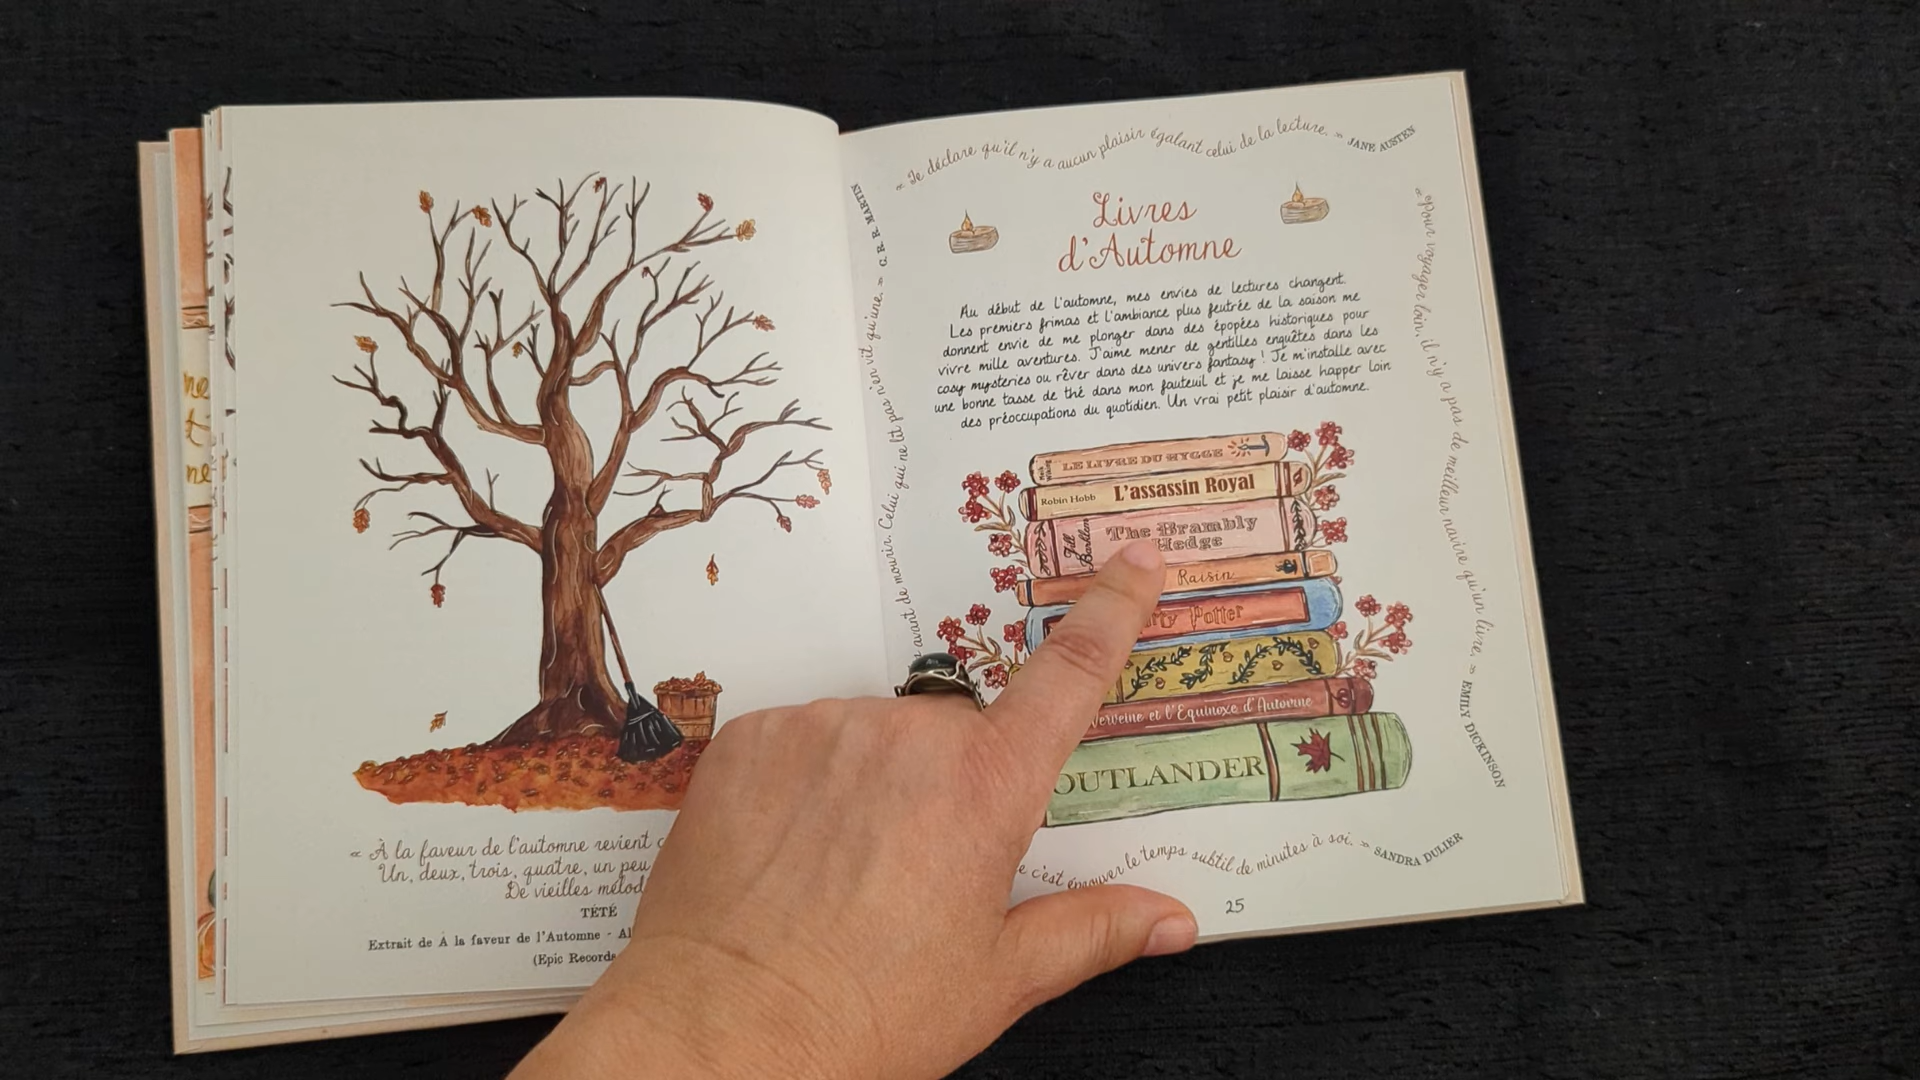 ne
t
ne
« À la faveur de l'automne revient
Un, deux, trois, quatre, un peu
De vieilles mélod
TÉTÉ
Extrait de À la faveur de l'Automne - Al
(Epic Records
« Je déclare qu'il n'y a aucun plaisir égalant celui de la lecture. » JANE AUSTEN
avant de mourir. Celui qui ne lit pas n'en vit qu'une. » G. R. R. MARTIN
Livres
d'Automne
Au début de l'automne, mes envies de lectures changent.
Les premiers frimas et l'ambiance plus feutrée de la saison me
donnent envie de me plonger dans des épopées historiques pour
vivre mille aventures. J'aime mener de gentilles enquêtes dans les
cosy mysteries ou rêver dans des univers fantasy ! Je m'installe avec
une bonne tasse de thé dans mon fauteuil et je me laisse happer loin
des préoccupations du quotidien. Un vrai petit plaisir d'automne.
Meik Wiking LE LIVRE DU HYGGE
Robin Hobb L'assassin Royal
Jill Barklem The Brambly
Hedge
Raisin
rry Potter
Verveine et l'Equinoxe d'Automne
OUTLANDER
« Pour voyager loin, il n'y a pas de meilleur navire qu'un livre. » EMILY DICKINSON
c'est éprouver le temps subtil de minutes à soi. » SANDRA DULIER
25